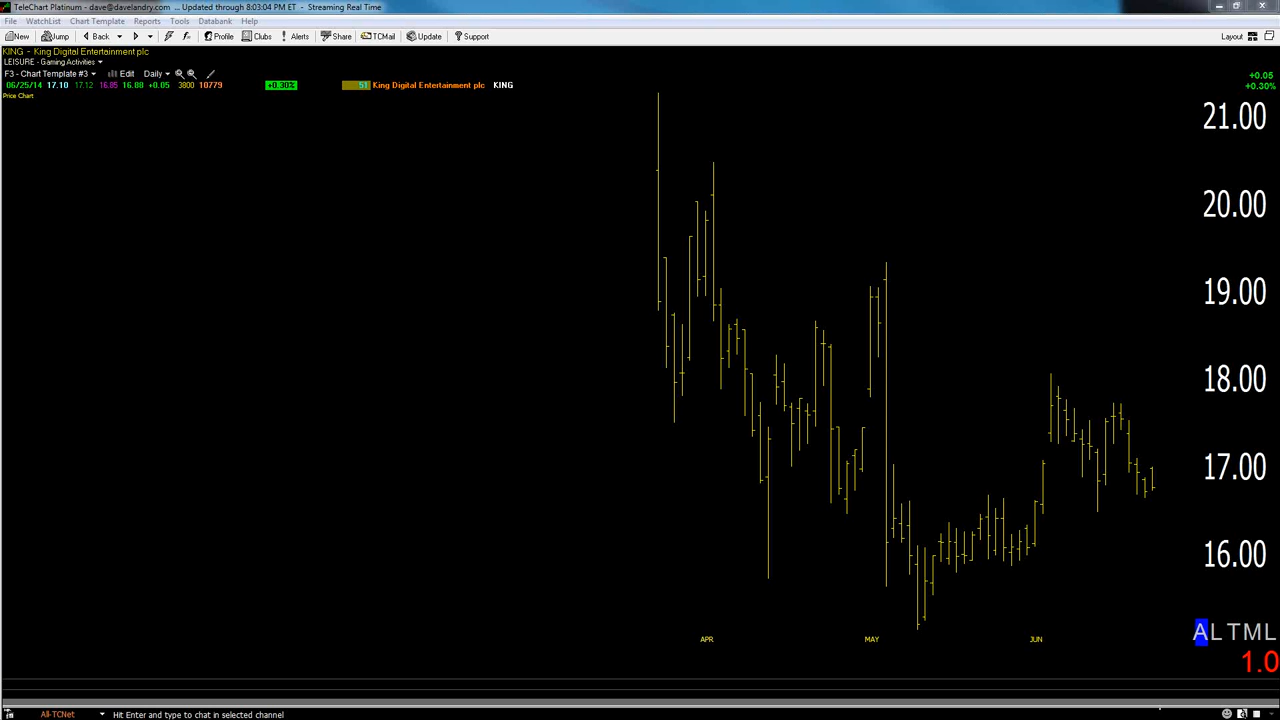 TeleChart Platinum - dave@davelandry.com ... Updated through 8:03:04 PM ET - Streaming Real Time
File WatchList Chart Template Reports Tools Databank Help
New Jump Back Profile Clubs Alerts Share TCMail Update Support Layout
KING - King Digital Entertainment plc
LEISURE - Gaming Activities
F3 - Chart Template #3 Edit Daily
+0.05
06/25/14 17.10 17.12 16.85 16.88 +0.05 3800 10779 +0.30% 51 King Digital Entertainment plc KING
+0.30%
Price Chart
21.00
20.00
19.00
18.00
17.00
16.00
APR MAY JUN
ALTML
1.0
All-TCNet Hit Enter and type to chat in selected channel